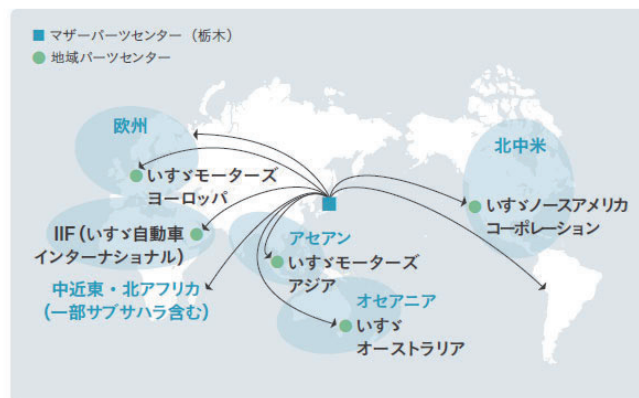 マザーパーツセンター（栃木）
地域パーツセンター
欧州
いすゞモーターズ
ヨーロッパ
IIF（いすゞ自動車
インターナショナル）
中近東・北アフリカ
（一部サブサハラ含む）
アセアン
いすゞモーターズ
アジア
オセアニア
いすゞ
オーストラリア
北中米
いすゞノースアメリカ
コーポレーション